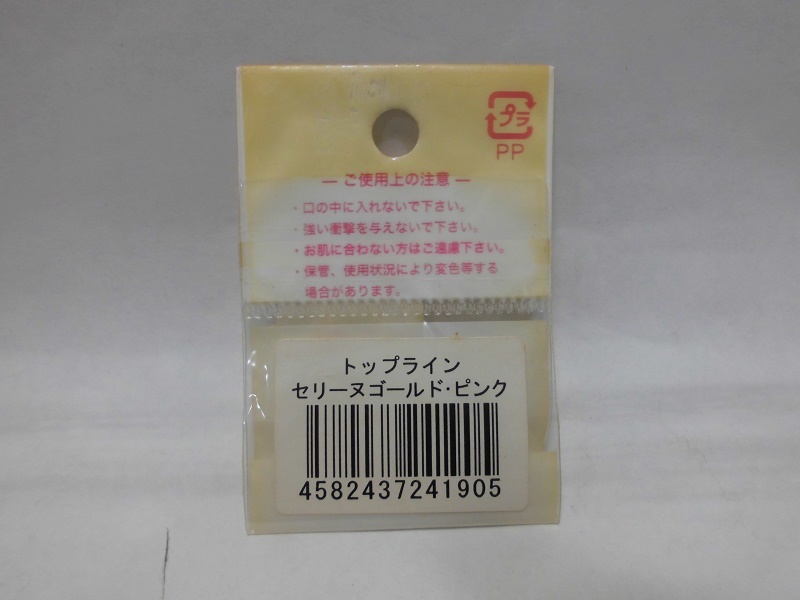 プラ
PP
― ご使用上の注意 ―
・口の中に入れないで下さい。
・強い衝撃を与えないで下さい。
・お肌に合わない方はご遠慮下さい。
・保管、使用状況により変色等する
場合があります。
トップライン
セリーヌゴールド・ピンク
4582437241905